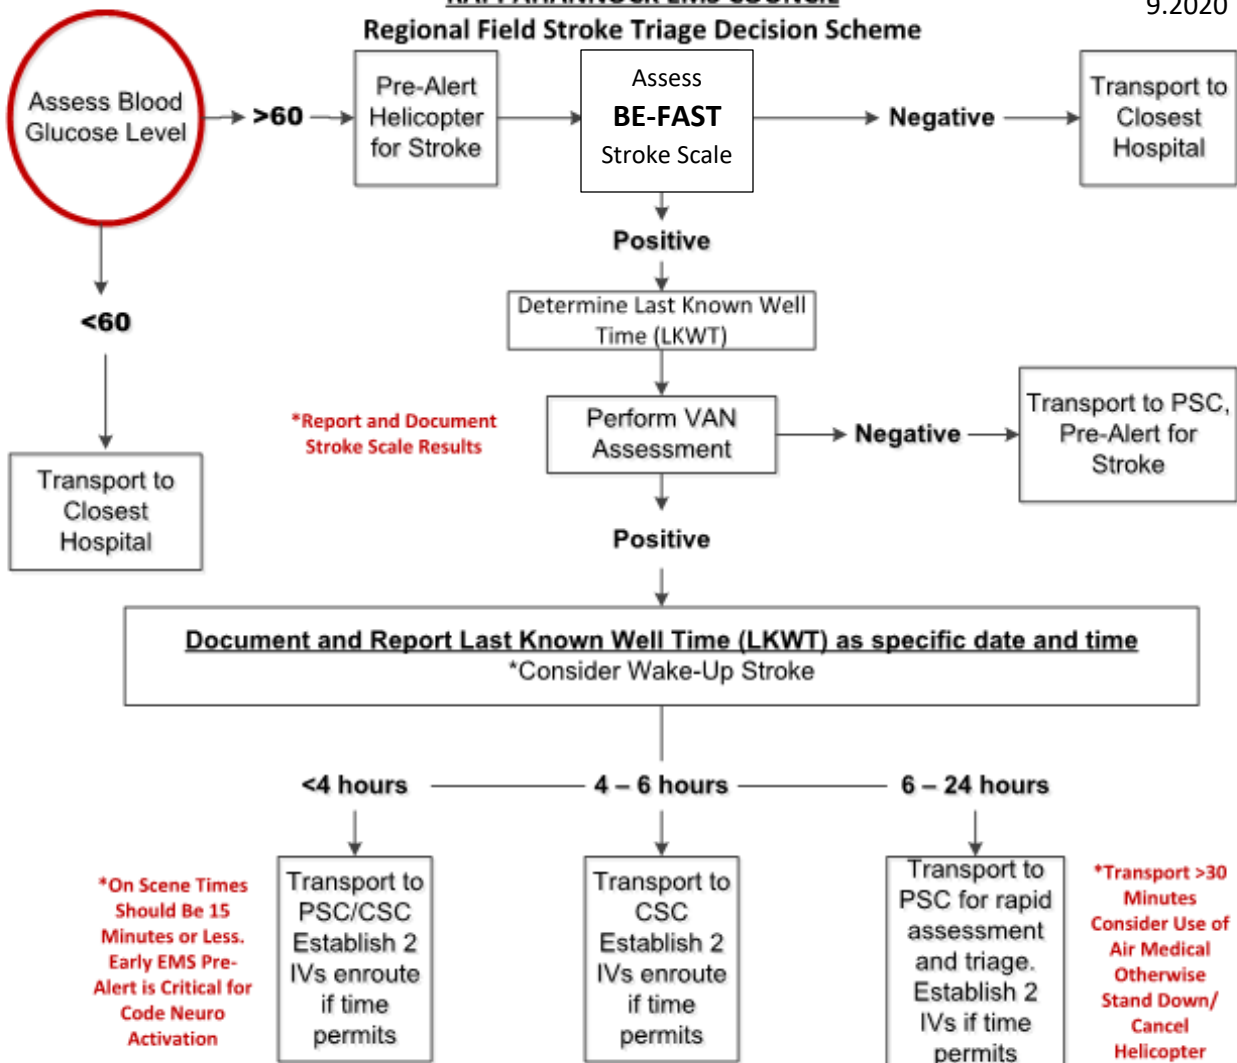 RAPPAHANNOCK EMS COUNCIL
9.2020
Regional Field Stroke Triage Decision Scheme
Assess Blood
Glucose Level
>60
Pre-Alert
Helicopter
for Stroke
Assess
BE-FAST
Stroke Scale
Negative
Transport to
Closest
Hospital
Positive
<60
Determine Last Known Well
Time (LKWT)
*Report and Document
Stroke Scale Results
Perform VAN
Assessment
Negative
Transport to PSC,
Pre-Alert for
Stroke
Transport to
Closest
Hospital
Positive
Document and Report Last Known Well Time (LKWT) as specific date and time
*Consider Wake-Up Stroke
<4 hours
4 – 6 hours
6 – 24 hours
*On Scene Times
Should Be 15
Minutes or Less.
Early EMS Pre-
Alert is Critical for
Code Neuro
Activation
Transport to
PSC/CSC
Establish 2
IVs enroute
if time
permits
Transport to
CSC
Establish 2
IVs enroute
if time
permits
Transport to
PSC for rapid
assessment
and triage.
Establish 2
IVs if time
permits
*Transport >30
Minutes
Consider Use of
Air Medical
Otherwise
Stand Down/
Cancel
Helicopter